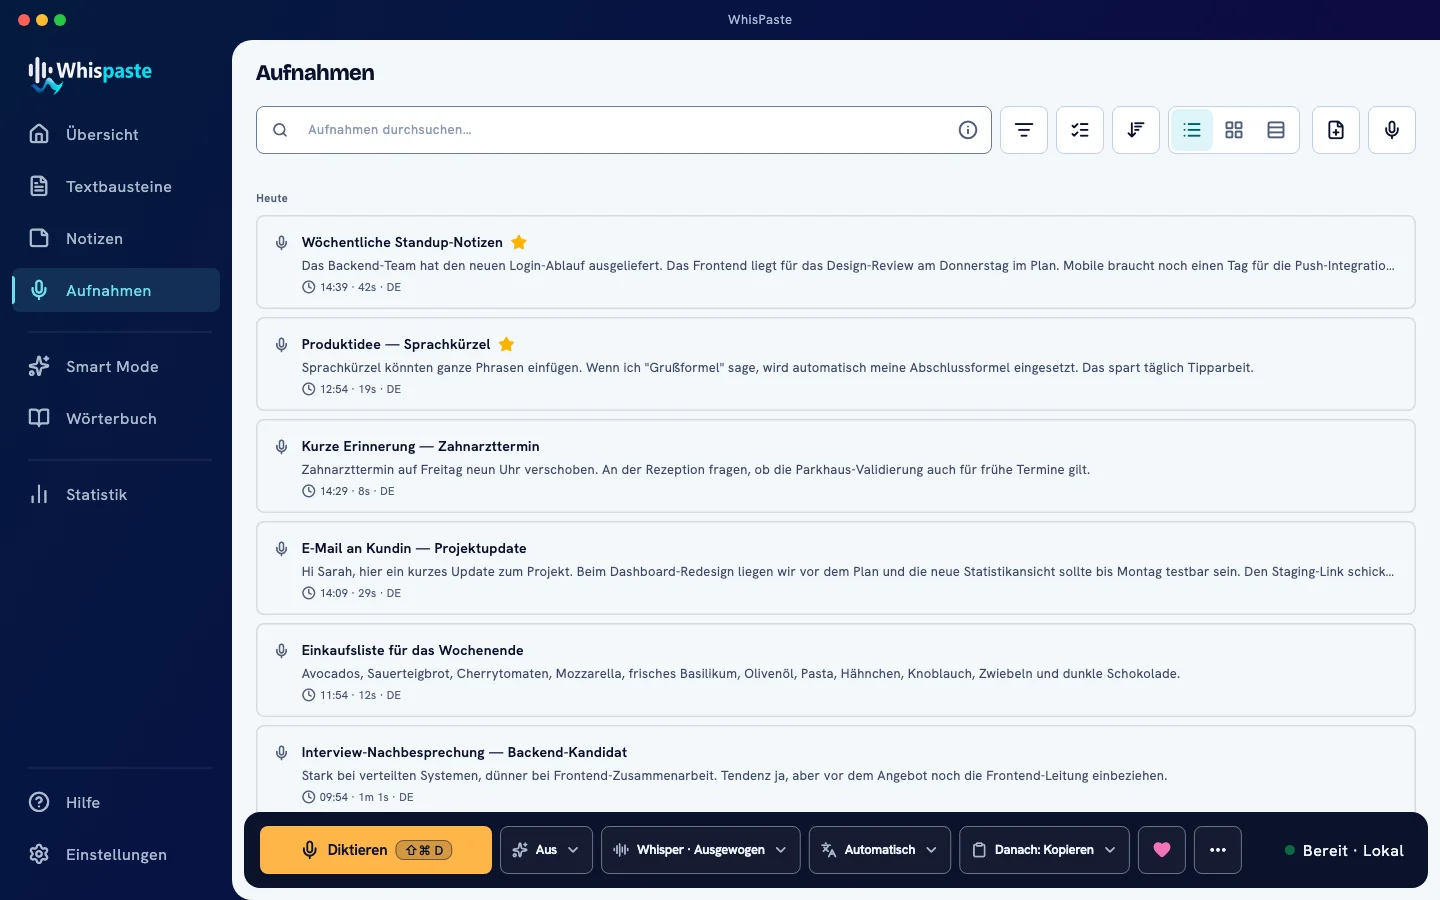 WhisPaste
Whispaste
Übersicht
Textbausteine
Notizen
Aufnahmen
Smart Mode
Wörterbuch
Statistik
Hilfe
Einstellungen
Aufnahmen
Aufnahmen durchsuchen...
Heute
Wöchentliche Standup-Notizen
Das Backend-Team hat den neuen Login-Ablauf ausgeliefert. Das Frontend liegt für das Design-Review am Donnerstag im Plan. Mobile braucht noch einen Tag für die Push-Integratio...
14:39 · 42s · DE
Produktidee — Sprachkürzel
Sprachkürzel könnten ganze Phrasen einfügen. Wenn ich "Grußformel" sage, wird automatisch meine Abschlussformel eingesetzt. Das spart täglich Tipparbeit.
12:54 · 19s · DE
Kurze Erinnerung — Zahnarzttermin
Zahnarzttermin auf Freitag neun Uhr verschoben. An der Rezeption fragen, ob die Parkhaus-Validierung auch für frühe Termine gilt.
14:29 · 8s · DE
E-Mail an Kundin — Projektupdate
Hi Sarah, hier ein kurzes Update zum Projekt. Beim Dashboard-Redesign liegen wir vor dem Plan und die neue Statistikansicht sollte bis Montag testbar sein. Den Staging-Link schick...
14:09 · 29s · DE
Einkaufsliste für das Wochenende
Avocados, Sauerteigbrot, Cherrytomaten, Mozzarella, frisches Basilikum, Olivenöl, Pasta, Hähnchen, Knoblauch, Zwiebeln und dunkle Schokolade.
11:54 · 12s · DE
Interview-Nachbesprechung — Backend-Kandidat
Stark bei verteilten Systemen, dünner bei Frontend-Zusammenarbeit. Tendenz ja, aber vor dem Angebot noch die Frontend-Leitung einbeziehen.
09:54 · 1m 1s · DE
Diktieren ⇧⌘ D
Aus
Whisper · Ausgewogen
Automatisch
Danach: Kopieren
Bereit · Lokal